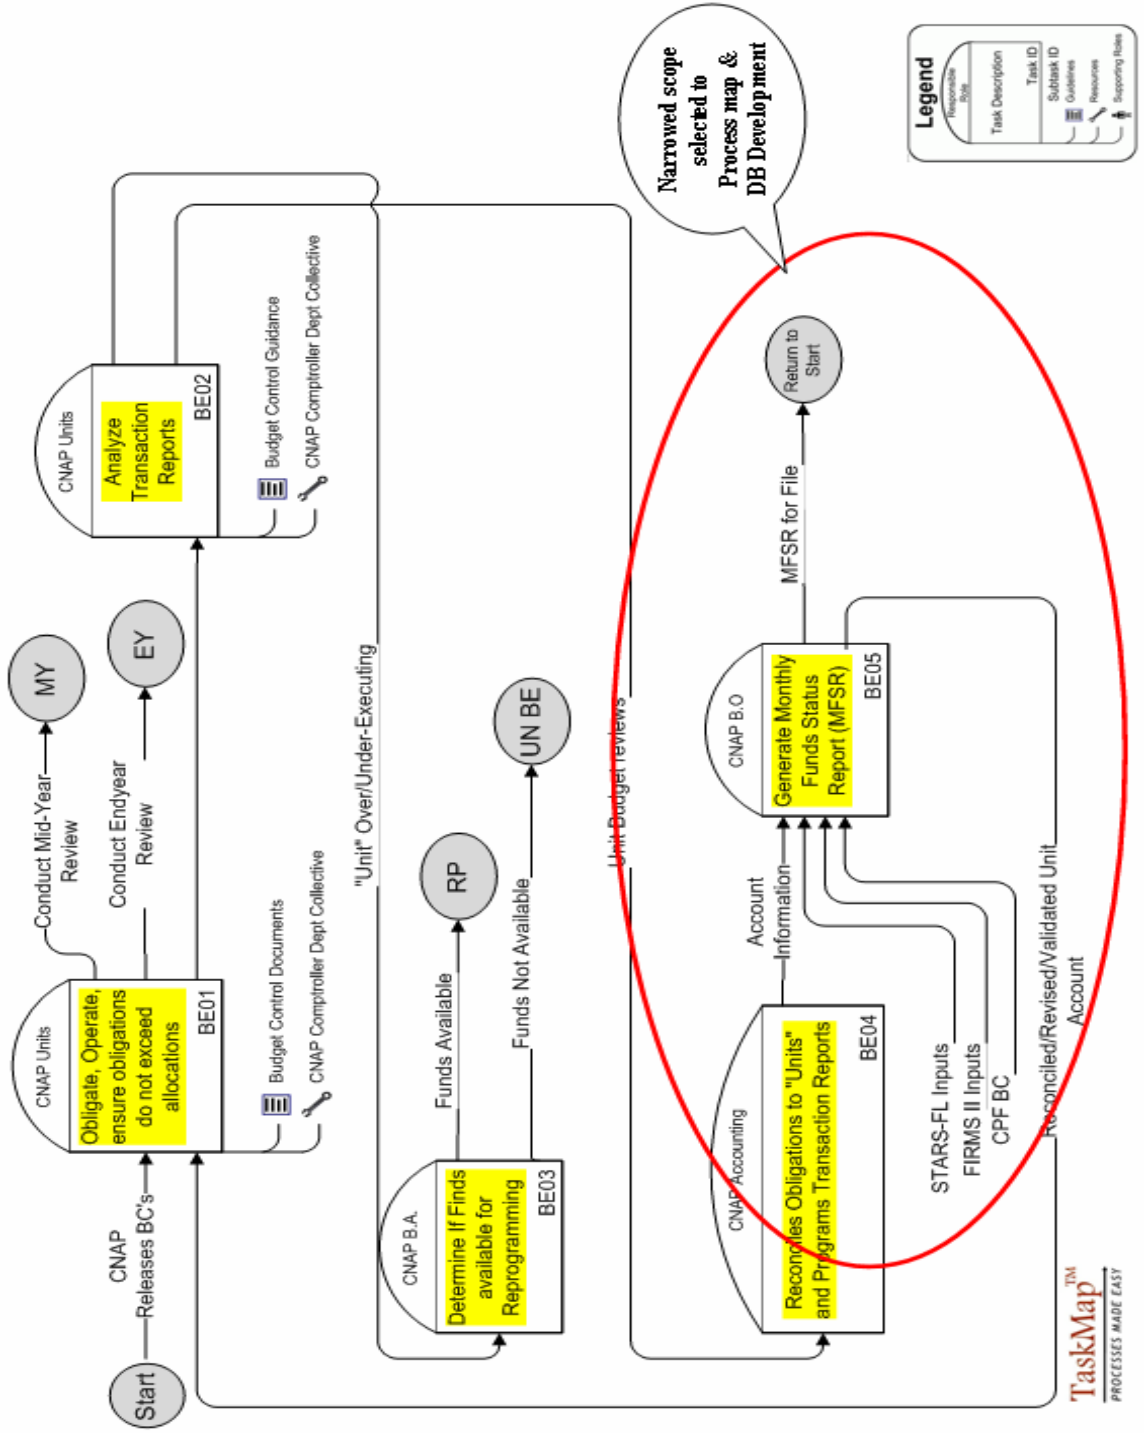 Start
CNAP
Releases BC's
CNAP Units
Obligate, Operate,
ensure obligations
do not exceed
allocations
BE01
Budget Control Documents
CNAP Comptroller Dept Collective
Conduct Mid-Year
Review
MY
Conduct Endyear
Review
EY
CNAP Units
Analyze
Transaction
Reports
BE02
Budget Control Guidance
CNAP Comptroller Dept Collective
"Unit" Over/Under-Executing
CNAP B.A.
Determine If Finds
available for
Reprogramming
BE03
Funds Available
RP
Funds Not Available
UN BE
Unit Budget reviews
CNAP Accounting
Reconciles Obligations to "Units"
and Programs Transaction Reports
BE04
Account
Information
CNAP B.O
Generate Monthly
Funds Status
Report (MFSR)
BE05
MFSR for File
Return to
Start
STARS-FL Inputs
FIRMS II Inputs
CPF BC
Reconciled/Revised/Validated Unit
Account
Narrowed scope
selected to
Process map &
DB Development
Legend
Responsible
Role
Task Description
Task ID
Subtask ID
Guidelines
Resources
Supporting Roles
TaskMap™
PROCESSES MADE EASY